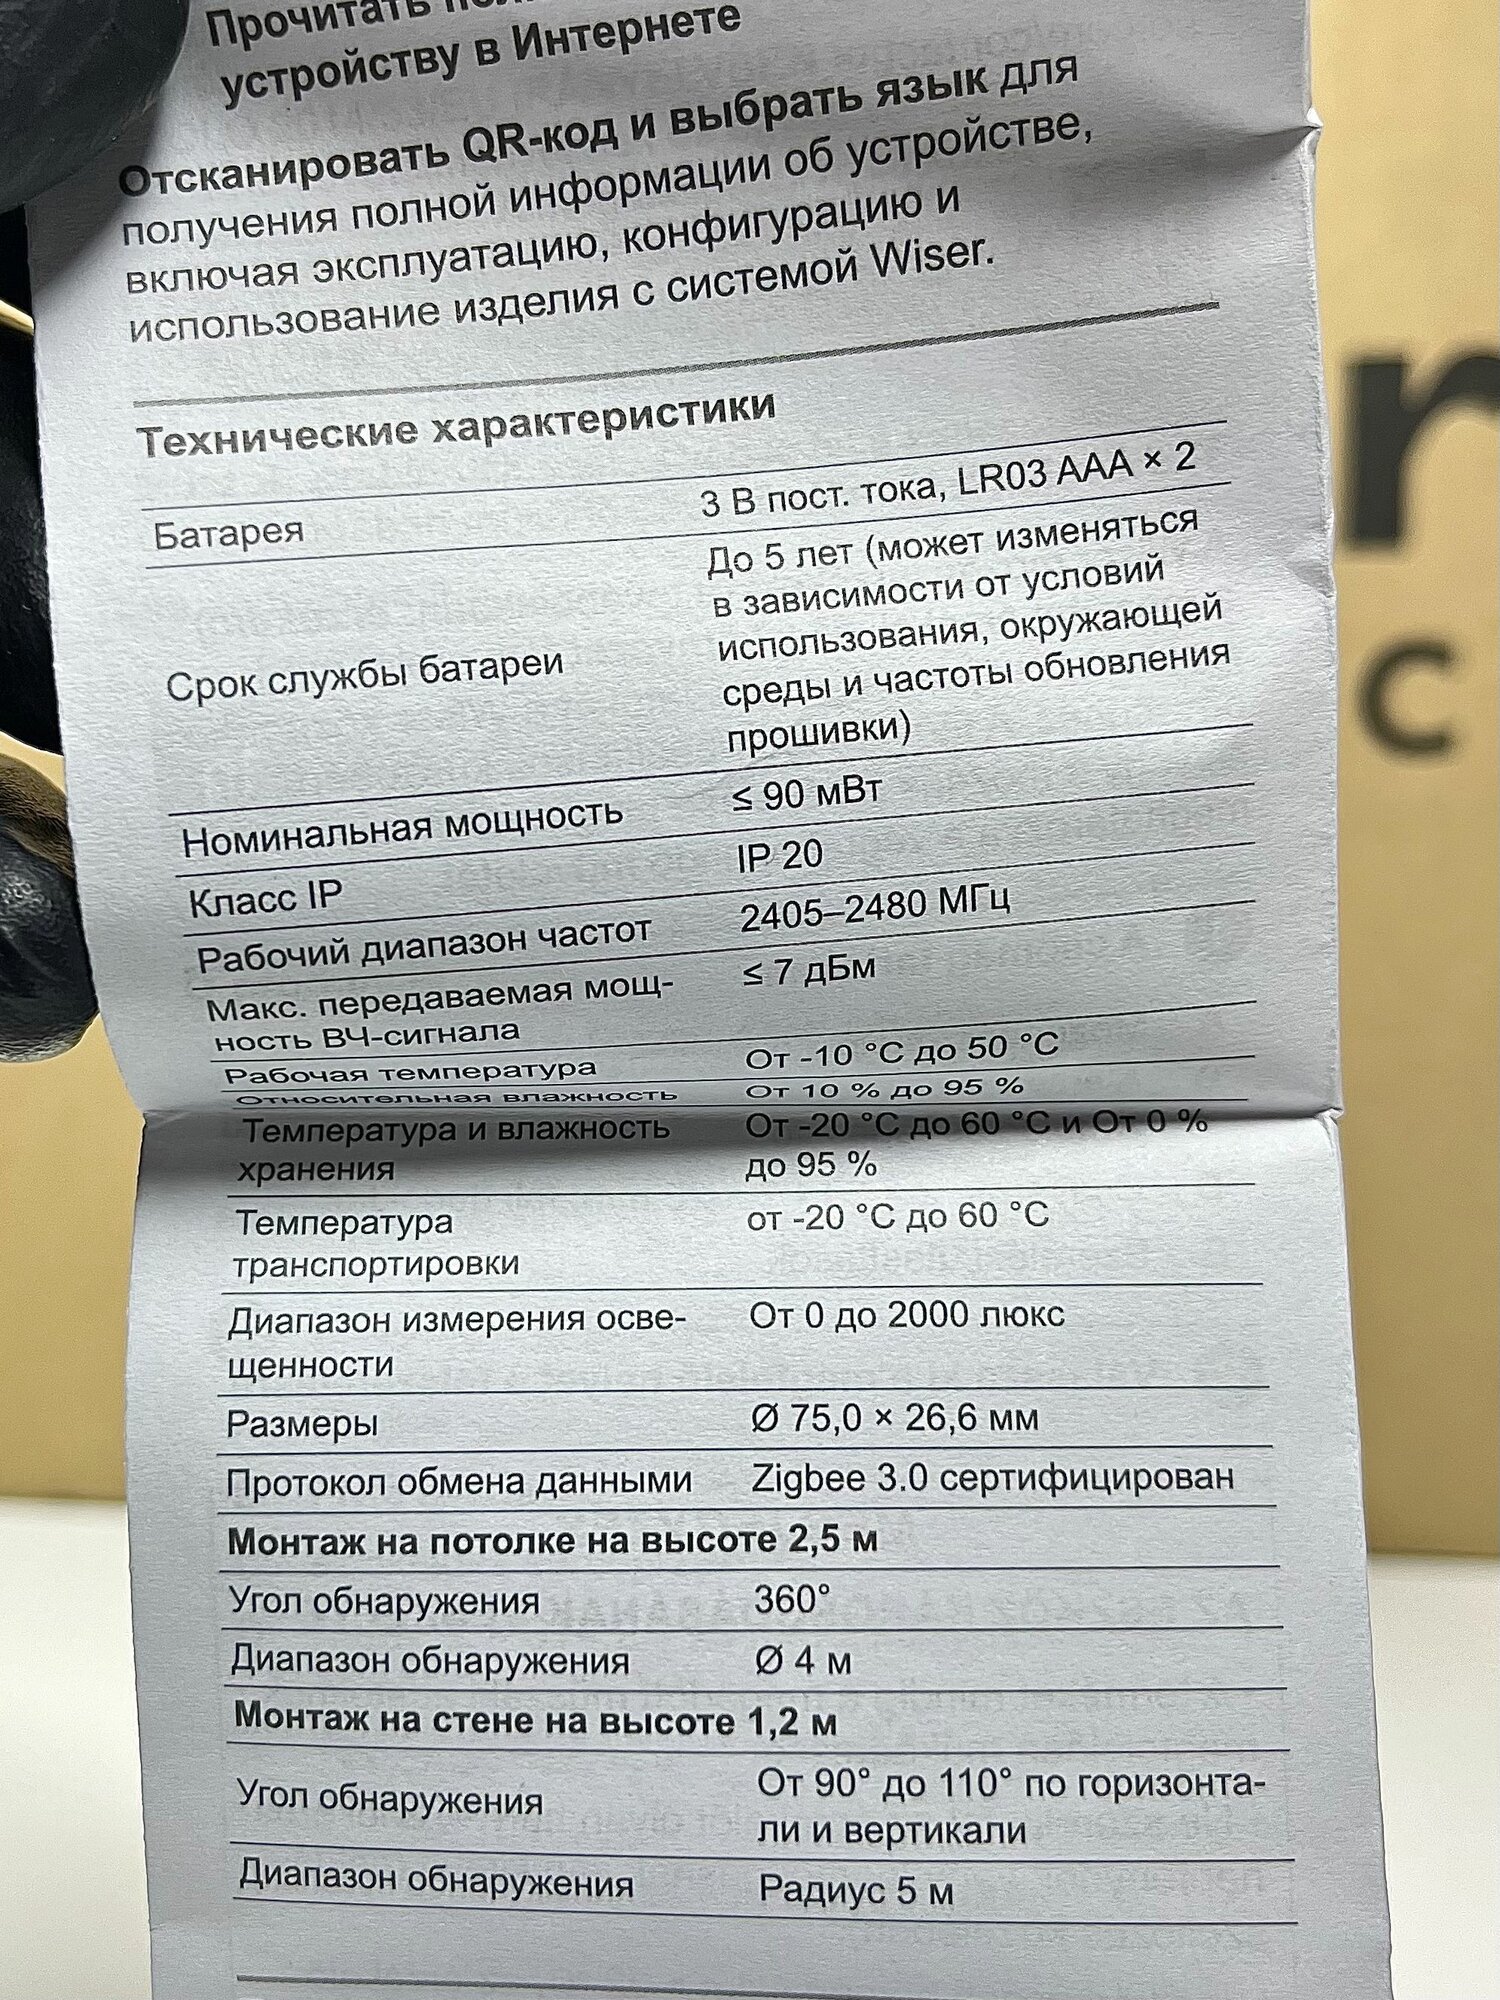 Прочитать
устройству в Интернете
Отсканировать QR-код и выбрать язык для
получения полной информации об устройстве,
включая эксплуатацию, конфигурацию и
использование изделия с системой Wiser.
Технические характеристики
Батарея 3 В пост. тока, LR03 AAA × 2
Срок службы батареи До 5 лет (может изменяться
в зависимости от условий
использования, окружающей
среды и частоты обновления
прошивки)
Номинальная мощность ≤ 90 мВт
Класс IP IP 20
Рабочий диапазон частот 2405–2480 МГц
Макс. передаваемая мощ- ≤ 7 дБм
ность ВЧ-сигнала
Рабочая температура От -10 °C до 50 °C
Относительная влажность От 10 % до 95 %
Температура и влажность От -20 °C до 60 °C и От 0 %
хранения до 95 %
Температура от -20 °C до 60 °C
транспортировки
Диапазон измерения осве- От 0 до 2000 люкс
щенности
Размеры Ø 75,0 × 26,6 мм
Протокол обмена данными Zigbee 3.0 сертифицирован
Монтаж на потолке на высоте 2,5 м
Угол обнаружения 360°
Диапазон обнаружения Ø 4 м
Монтаж на стене на высоте 1,2 м
Угол обнаружения От 90° до 110° по горизонта-
ли и вертикали
Диапазон обнаружения Радиус 5 м